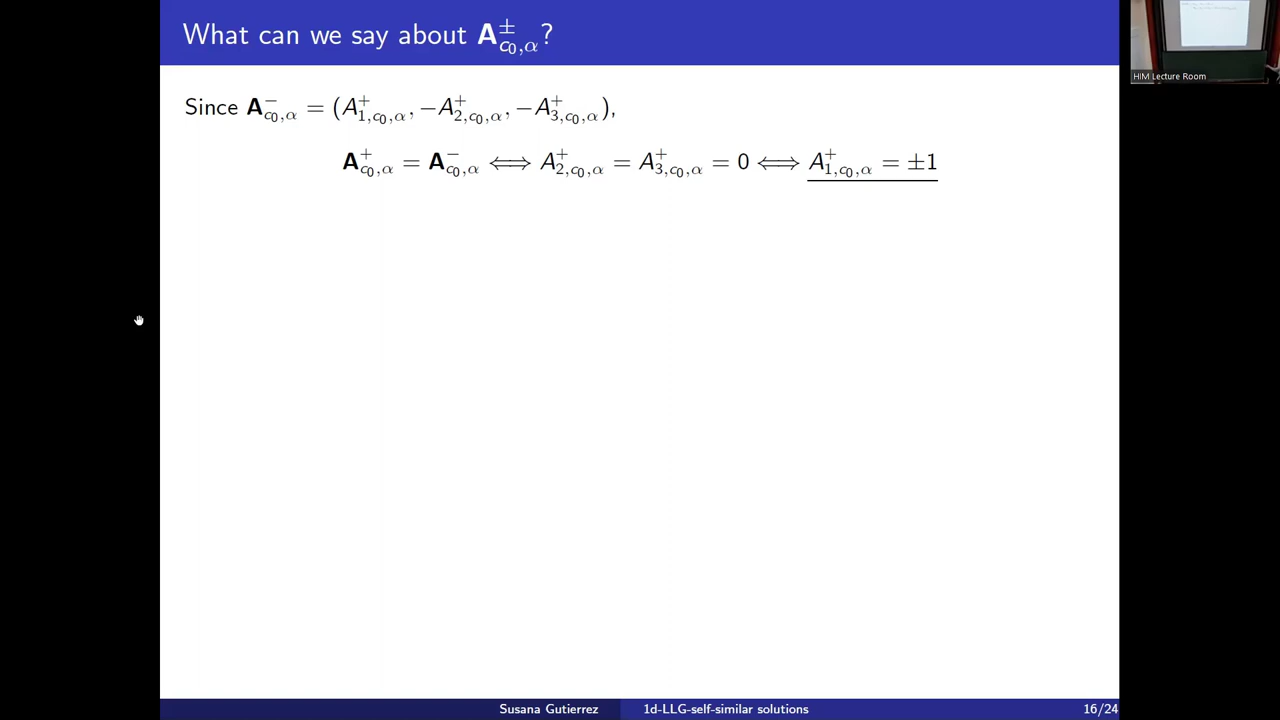 What can we say about 𝐀^±_{c₀,α}?
HIM Lecture Room
Since 𝐀^−_{c₀,α} = (A^+_{1,c₀,α}, −A^+_{2,c₀,α}, −A^+_{3,c₀,α}),
𝐀^+_{c₀,α} = 𝐀^−_{c₀,α} ⟺ A^+_{2,c₀,α} = A^+_{3,c₀,α} = 0 ⟺ A^+_{1,c₀,α} = ±1
Susana Gutierrez 1d-LLG-self-similar solutions 16/24